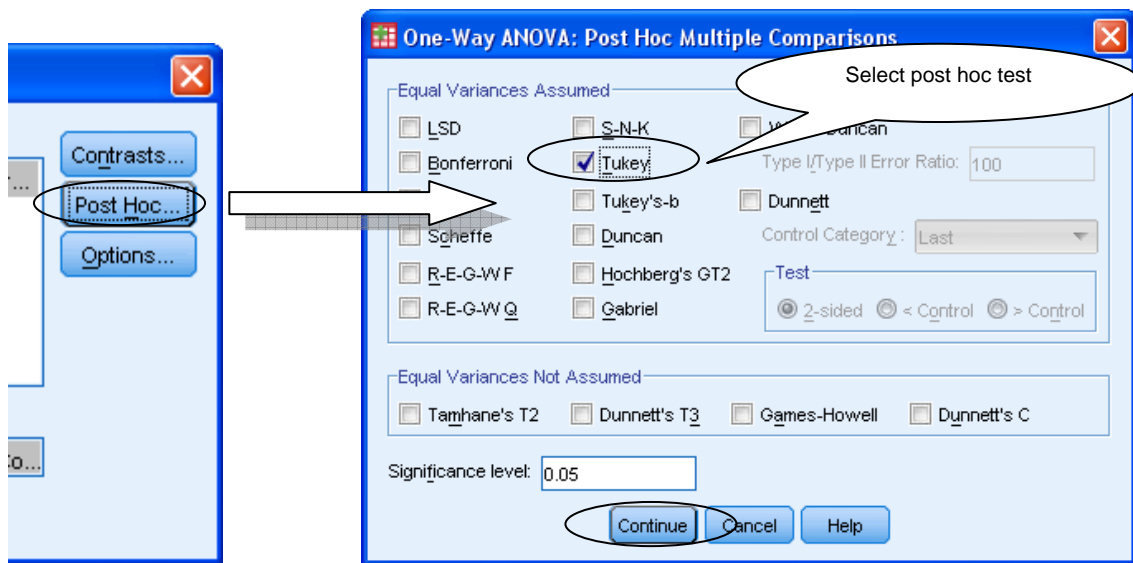 Contrasts...
...
Post Hoc...
Options...
o...
One-Way ANOVA: Post Hoc Multiple Comparisons
Select post hoc test
Equal Variances Assumed
LSD
S-N-K
Duncan
Bonferroni
Tukey
Type I/Type II Error Ratio: 100
Tukey's-b
Dunnett
Scheffe
Duncan
Control Category : Last
R-E-G-W F
Hochberg's GT2
Test
R-E-G-W Q
Gabriel
2-sided < Control > Control
Equal Variances Not Assumed
Tamhane's T2 Dunnett's T3 Games-Howell Dunnett's C
Significance level: 0.05
Continue Cancel Help